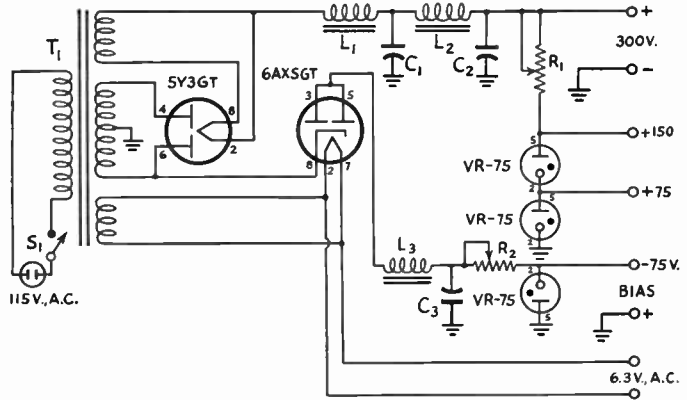 T1
S1
115V., A.C.
5Y3GT
4
6
8
2
6AX5GT
3
5
8
2
7
L1
C1
L2
C2
R1
+
300V.
-
+150
5
VR-75
2
+75
5
VR-75
2
L3
C3
R2
-75V.
2
VR-75
5
BIAS
+
6.3V., A.C.